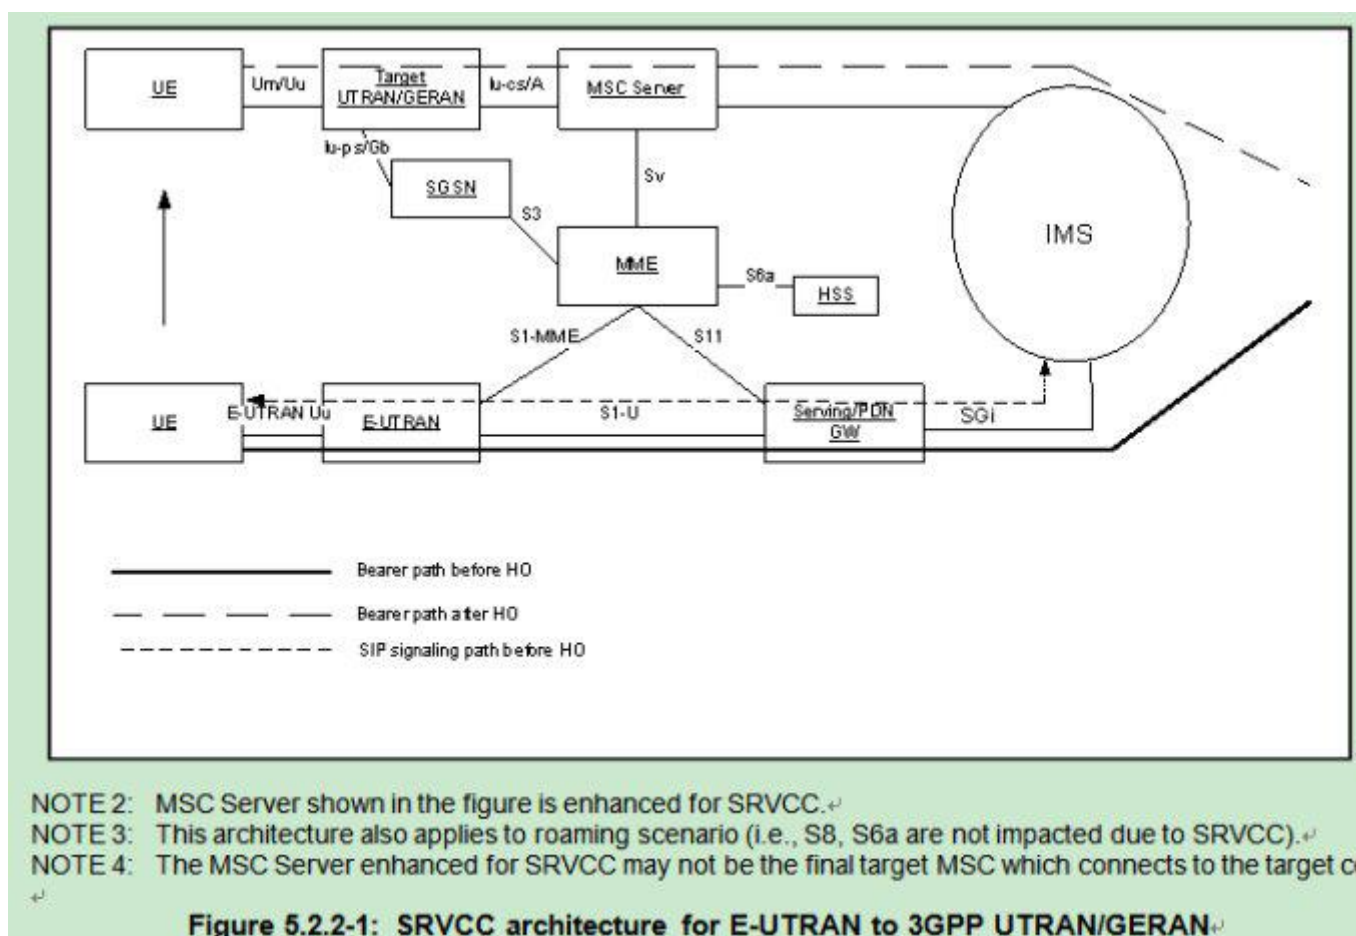 UE
Um/Uu
Target
UTRAN/GERAN
Iu-cs/A
MSC Server
Iu-ps/Gb
SGSN
S3
Sv
IMS
MME
S6a
HSS
S1-MME
S11
UE
E-UTRAN Uu
E-UTRAN
S1-U
Serving/PDN
GW
SGi
Bearer path before HO
Bearer path after HO
SIP signaling path before HO
NOTE 2: MSC Server shown in the figure is enhanced for SRVCC.↵
NOTE 3: This architecture also applies to roaming scenario (i.e., S8, S6a are not impacted due to SRVCC).↵
NOTE 4: The MSC Server enhanced for SRVCC may not be the final target MSC which connects to the target
↵
Figure 5.2.2-1: SRVCC architecture for E-UTRAN to 3GPP UTRAN/GERAN↵